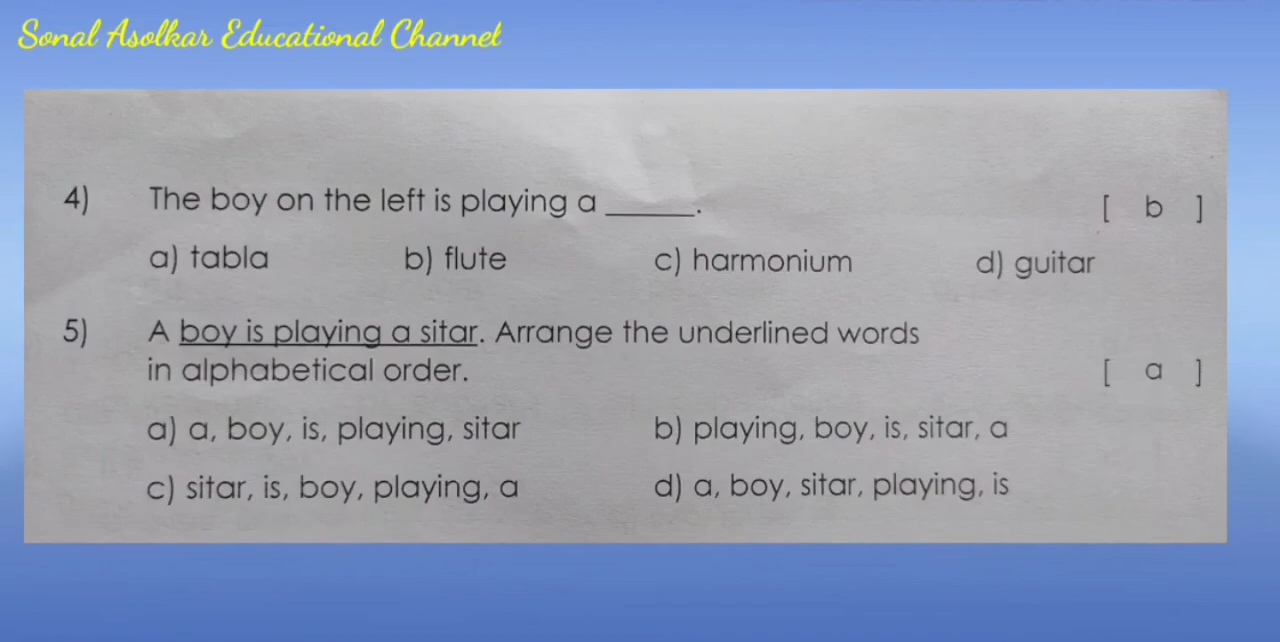 Sonal Asolkar Educational Channel
4) The boy on the left is playing a ______. [ b ]
a) tabla b) flute c) harmonium d) guitar
5) A boy is playing a sitar. Arrange the underlined words
in alphabetical order. [ a ]
a) a, boy, is, playing, sitar b) playing, boy, is, sitar, a
c) sitar, is, boy, playing, a d) a, boy, sitar, playing, is